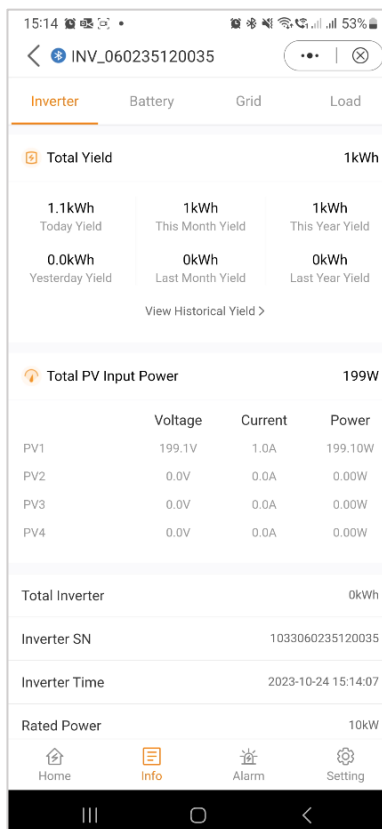 15:14 53%
INV_060235120035
Inverter Battery Grid Load
Total Yield 1kWh
1.1kWh 1kWh 1kWh
Today Yield This Month Yield This Year Yield
0.0kWh 0kWh 0kWh
Yesterday Yield Last Month Yield Last Year Yield
View Historical Yield >
Total PV Input Power 199W
Voltage Current Power
PV1 199.1V 1.0A 199.10W
PV2 0.0V 0.0A 0.00W
PV3 0.0V 0.0A 0.00W
PV4 0.0V 0.0A 0.00W
Total Inverter 0kWh
Inverter SN 1033060235120035
Inverter Time 2023-10-24 15:14:07
Rated Power 10kW
Home Info Alarm Setting